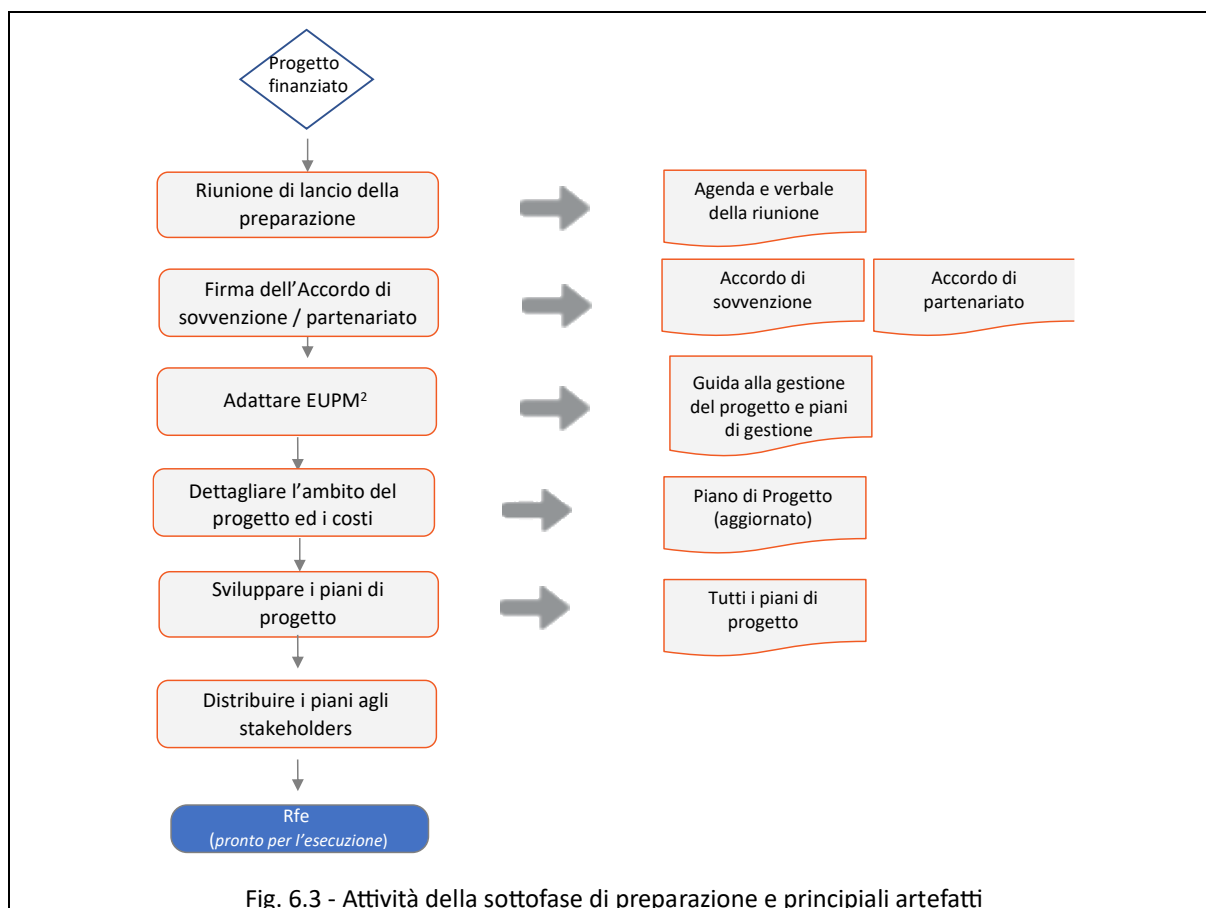 Progetto
finanziato
Riunione di lancio della
preparazione
Agenda e verbale
della riunione
Firma dell’Accordo di
sovvenzione / partenariato
Accordo di
sovvenzione
Accordo di
partenariato
Adattare EUPM²
Guida alla gestione
del progetto e piani
di gestione
Dettagliare l’ambito del
progetto ed i costi
Piano di Progetto
(aggiornato)
Sviluppare i piani di
progetto
Tutti i piani di
progetto
Distribuire i piani agli
stakeholders
Rfe
(pronto per l’esecuzione)
Fig. 6.3 - Attività della sottofase di preparazione e principiali artefatti